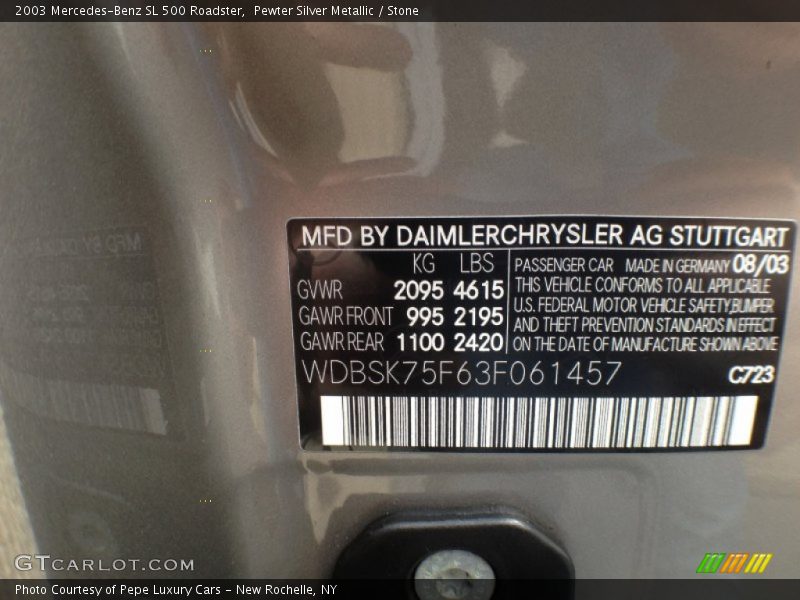 2003 Mercedes-Benz SL 500 Roadster,  Pewter Silver Metallic / Stone
MFD BY DAIMLERCHRYSLER AG STUTTGART
KG LBS
GVWR 2095 4615
GAWR FRONT 995 2195
GAWR REAR 1100 2420
PASSENGER CAR MADE IN GERMANY 08/03
THIS VEHICLE CONFORMS TO ALL APPLICABLE
U.S. FEDERAL MOTOR VEHICLE SAFETY, BUMPER
AND THEFT PREVENTION STANDARDS IN EFFECT
ON THE DATE OF MANUFACTURE SHOWN ABOVE
WDBSK75F63F061457
C723
GTCARLOT.COM
Photo Courtesy of Pepe Luxury Cars - New Rochelle, NY